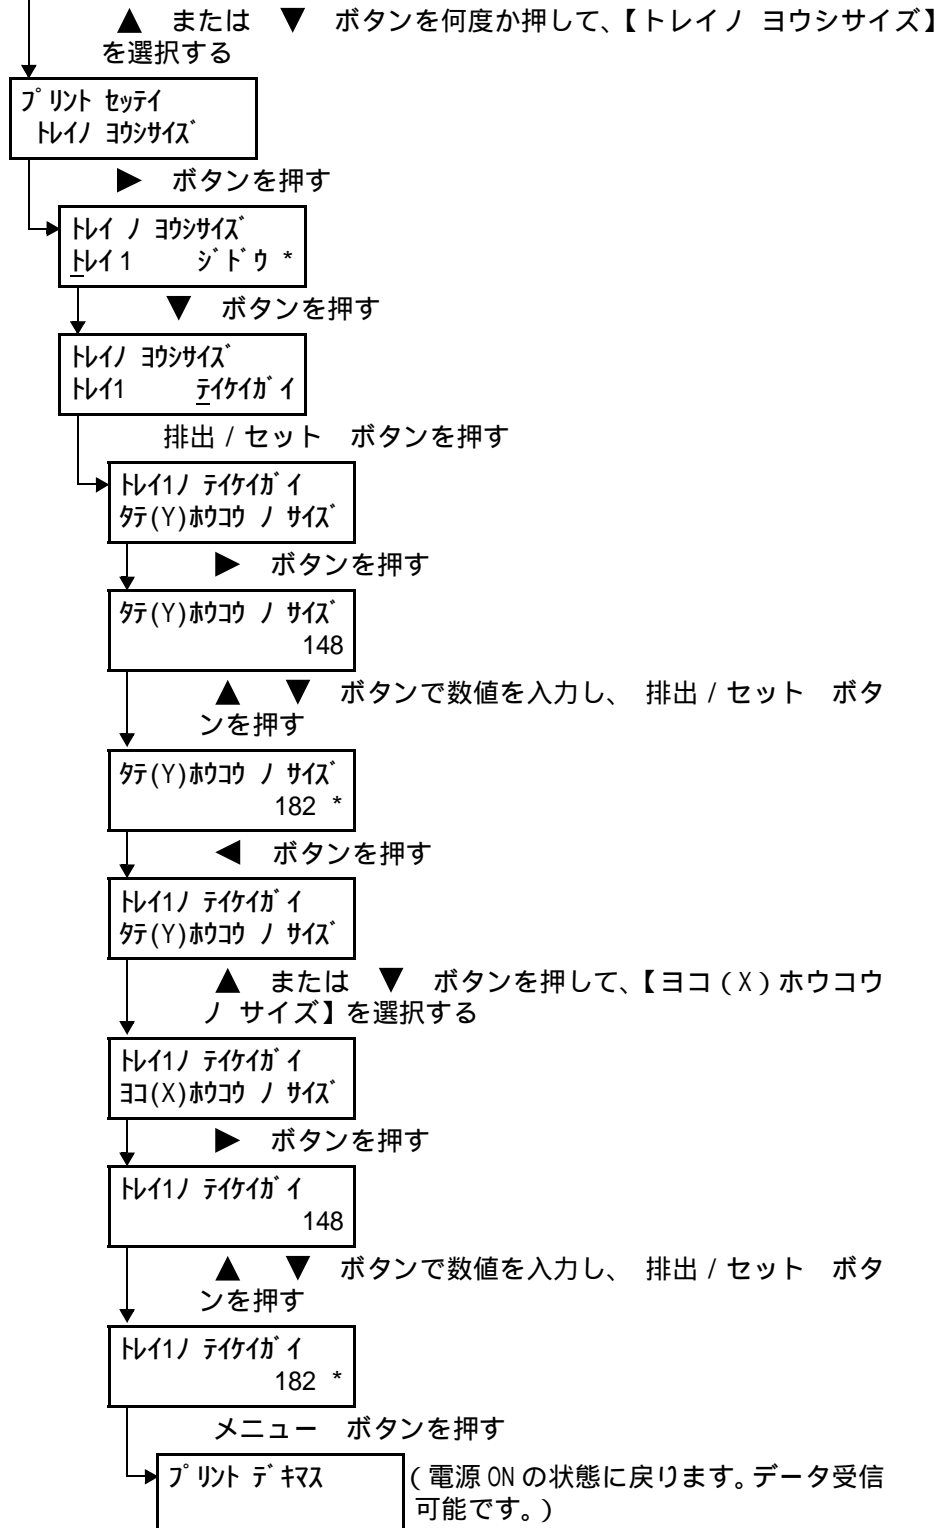 ▲ または ▼ ボタンを何度か押して、【トレイノ ヨウシサイズ】
を選択する
ﾌﾟﾘﾝﾄ ｾｯﾃｲ
ﾄﾚｲﾉ ﾖｳｼｻｲｽﾞ
▶ ボタンを押す
ﾄﾚｲ ﾉ ﾖｳｼｻｲｽﾞ
ﾄﾚｲ1 ｼﾞﾄﾞｳ *
▼ ボタンを押す
ﾄﾚｲﾉ ﾖｳｼｻｲｽﾞ
ﾄﾚｲ1 ﾃｲｹｲｶﾞｲ
排出/セット ボタンを押す
ﾄﾚｲ1ﾉ ﾃｲｹｲｶﾞｲ
ﾀﾃ(Y)ﾎｳｺｳ ﾉ ｻｲｽﾞ
▶ ボタンを押す
ﾀﾃ(Y)ﾎｳｺｳ ﾉ ｻｲｽﾞ
148
▲ ▼ ボタンで数値を入力し、 排出/セット ボタ
ンを押す
ﾀﾃ(Y)ﾎｳｺｳ ﾉ ｻｲｽﾞ
182 *
◀ ボタンを押す
ﾄﾚｲ1ﾉ ﾃｲｹｲｶﾞｲ
ﾀﾃ(Y)ﾎｳｺｳ ﾉ ｻｲｽﾞ
▲ または ▼ ボタンを押して、【ヨコ(X)ホウコウ
ノ サイズ】を選択する
ﾄﾚｲ1ﾉ ﾃｲｹｲｶﾞｲ
ﾖｺ(X)ﾎｳｺｳ ﾉ ｻｲｽﾞ
▶ ボタンを押す
ﾄﾚｲ1ﾉ ﾃｲｹｲｶﾞｲ
148
▲ ▼ ボタンで数値を入力し、 排出/セット ボタ
ンを押す
ﾄﾚｲ1ﾉ ﾃｲｹｲｶﾞｲ
182 *
メニュー ボタンを押す
ﾌﾟﾘﾝﾄ ﾃﾞｷﾏｽ (電源ONの状態に戻ります。データ受信
可能です。)